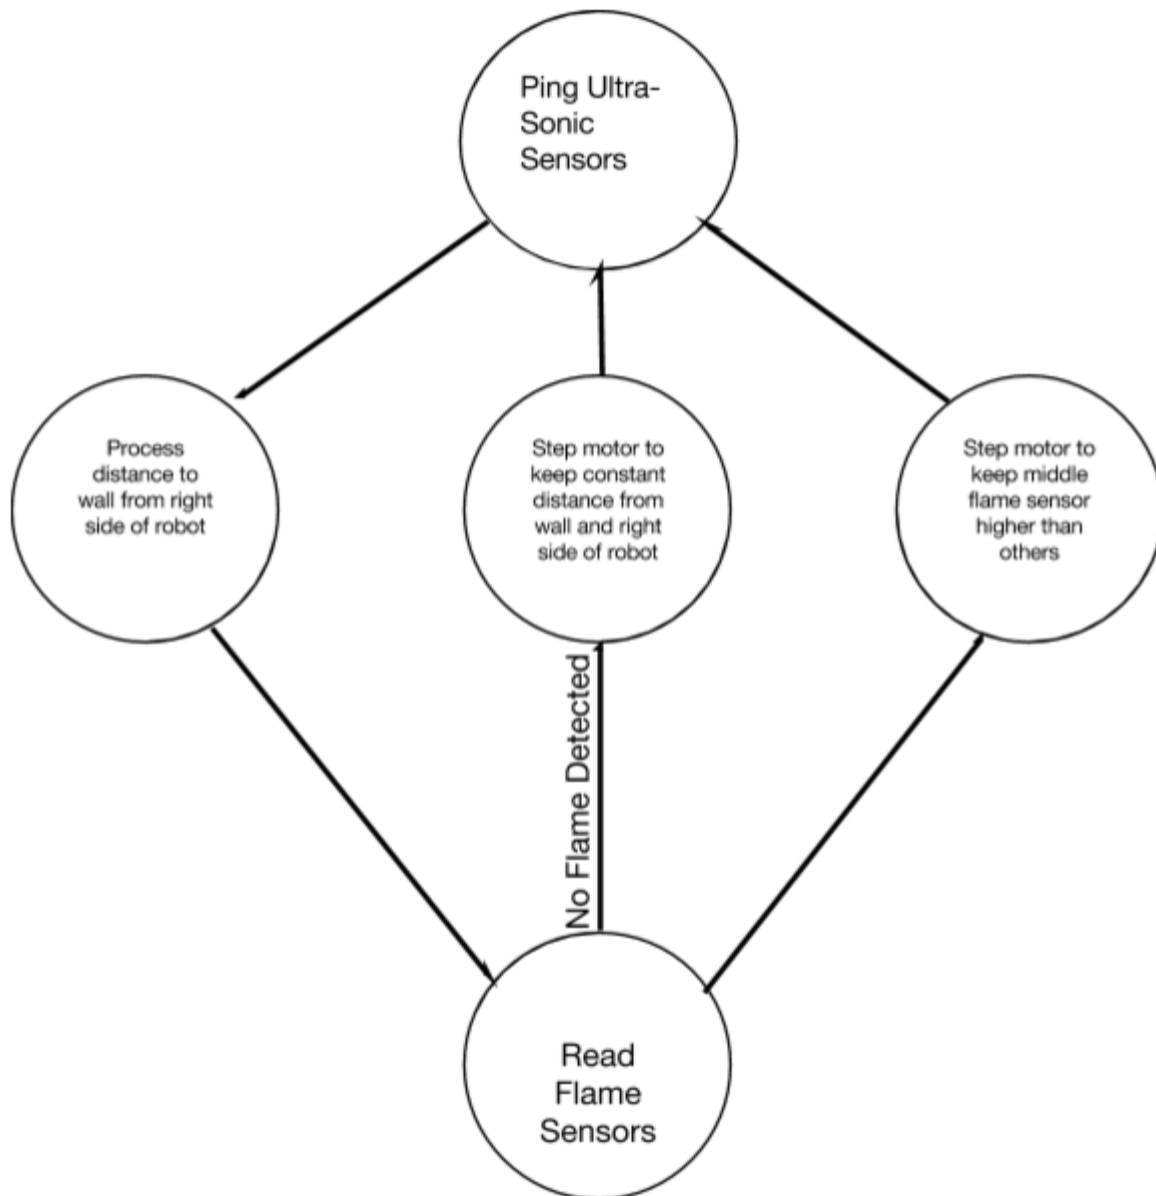 Ping Ultra-
Sonic
Sensors
Process
distance to
wall from right
side of robot
Step motor to
keep constant
distance from
wall and right
side of robot
Step motor to
keep middle
flame sensor
higher than
others
No Flame Detected
Read
Flame
Sensors